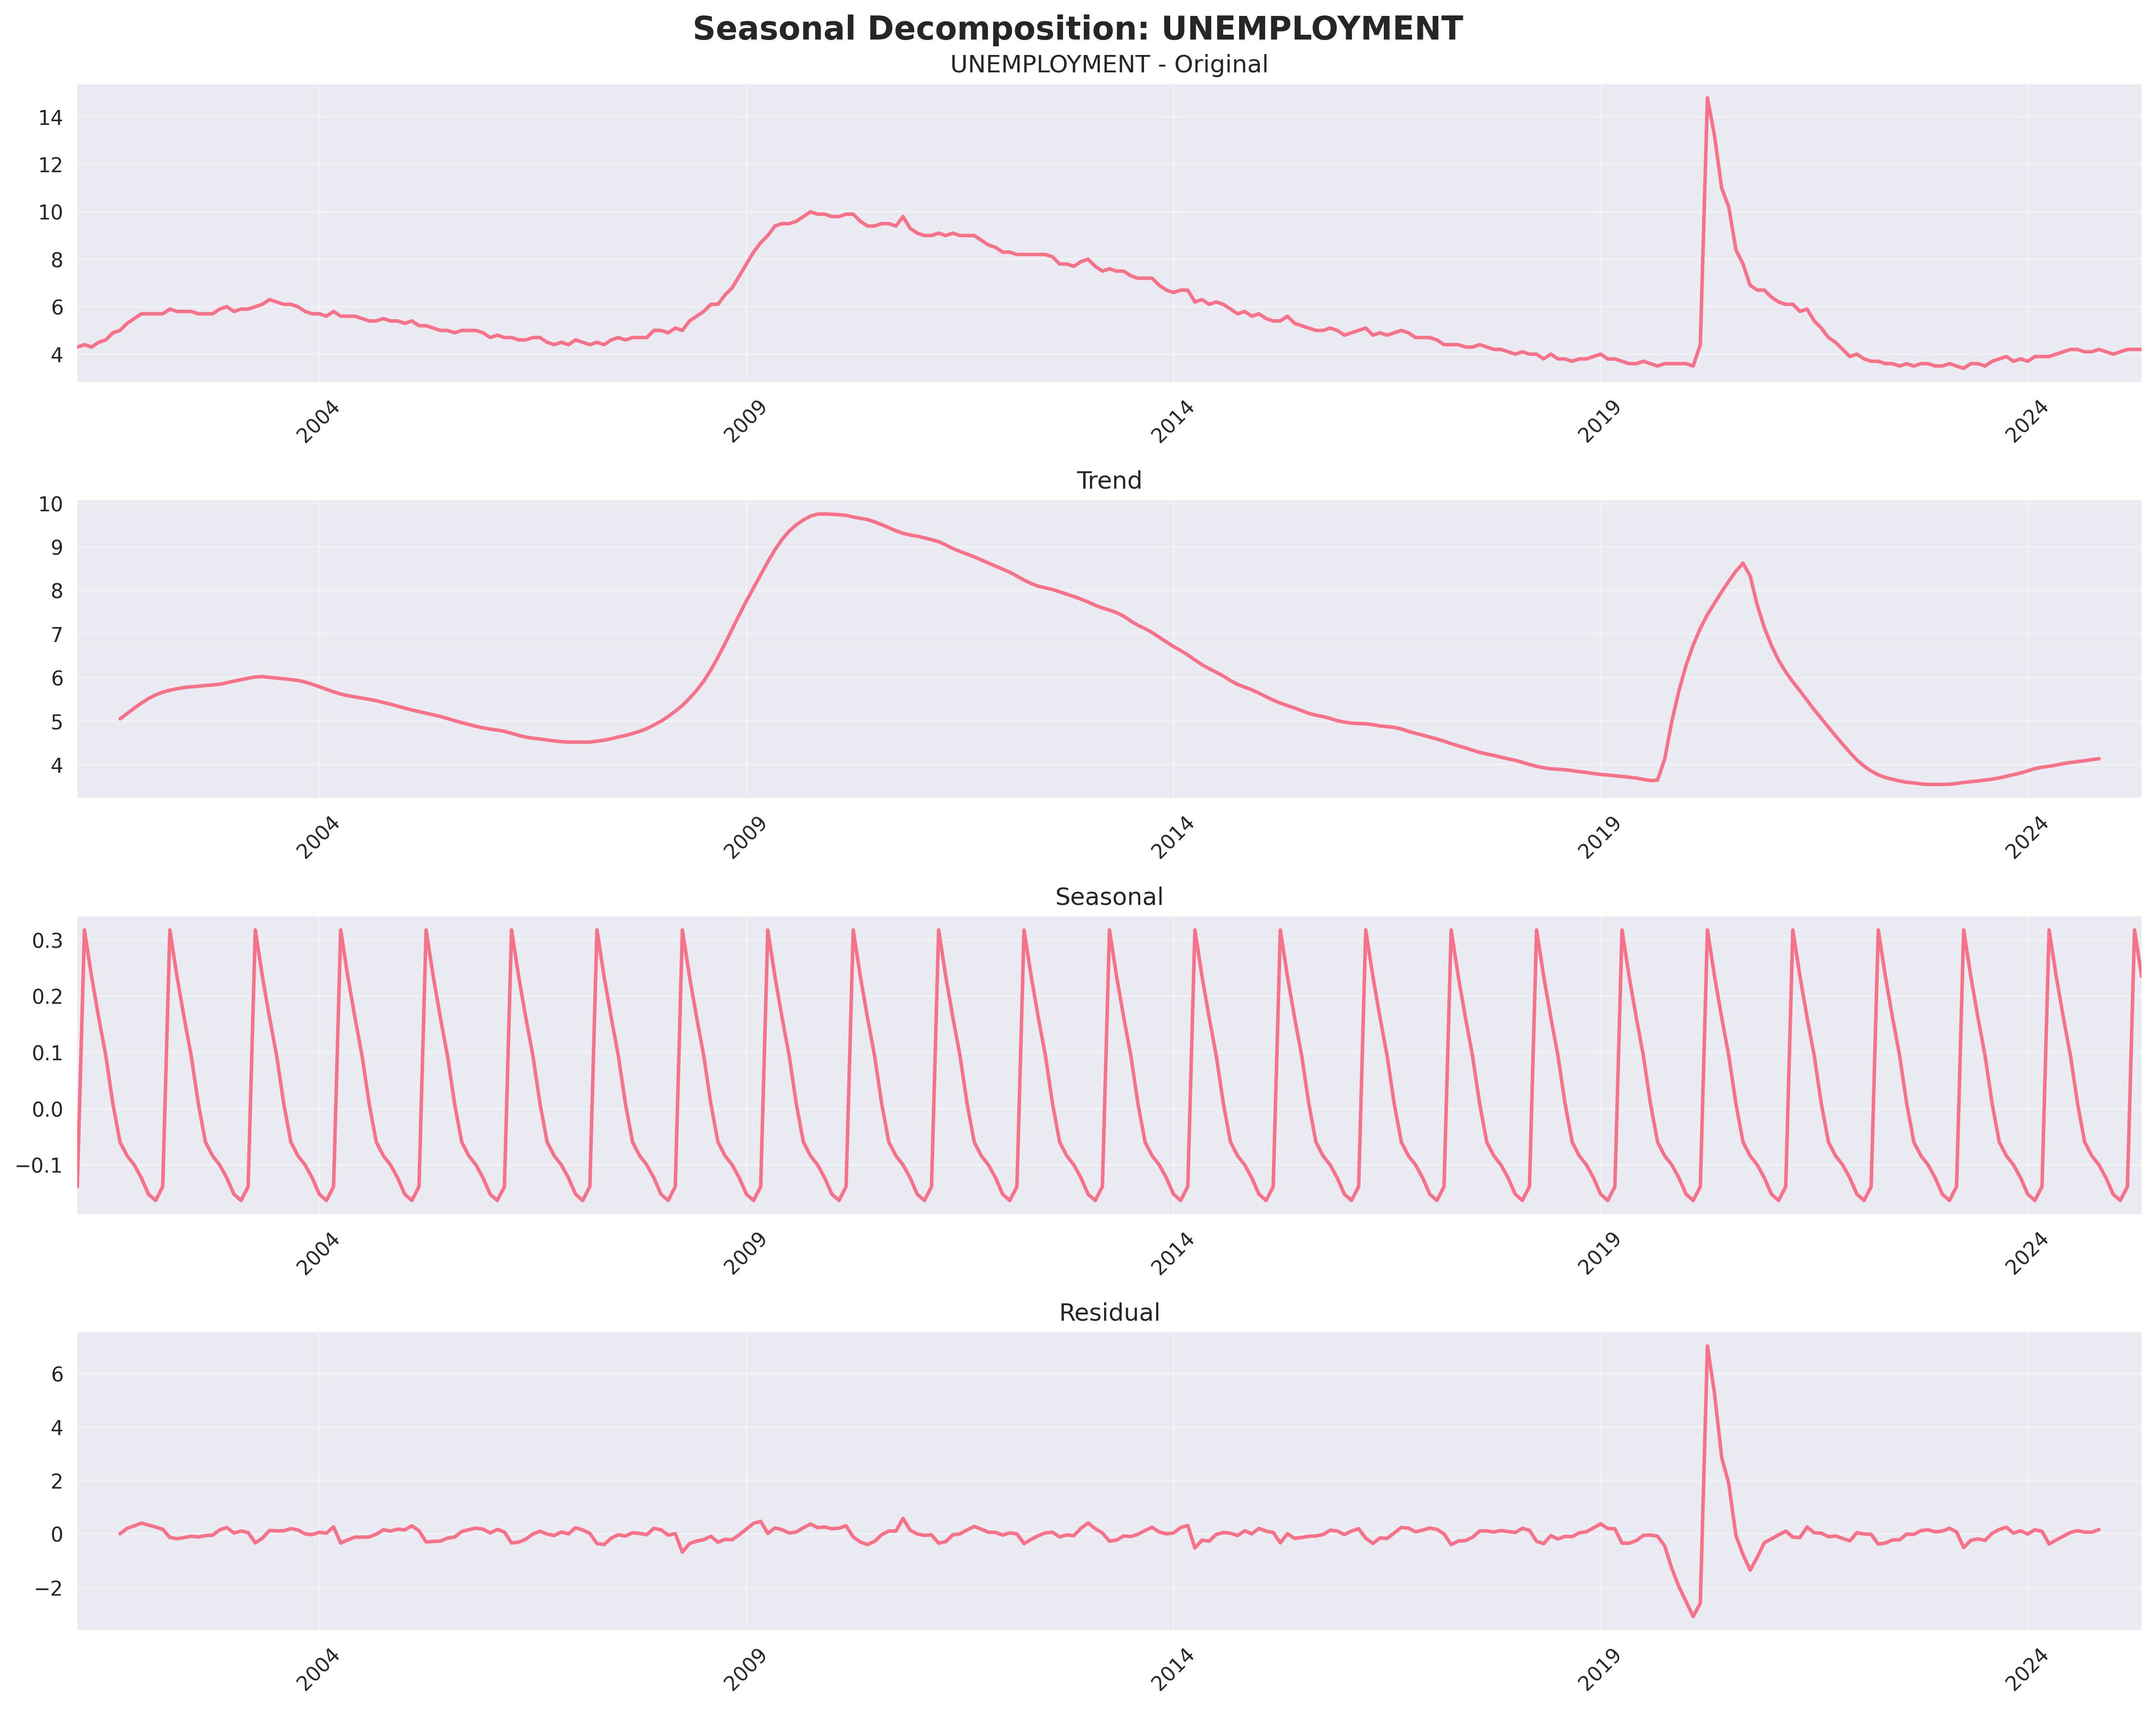 Seasonal Decomposition: UNEMPLOYMENT
UNEMPLOYMENT - Original
14
12
10
8
6
4
2004 2009 2014 2019 2024
Trend
10
9
8
7
6
5
4
2004 2009 2014 2019 2024
Seasonal
0.3
0.2
0.1
0.0
−0.1
2004 2009 2014 2019 2024
Residual
6
4
2
0
−2
2004 2009 2014 2019 2024